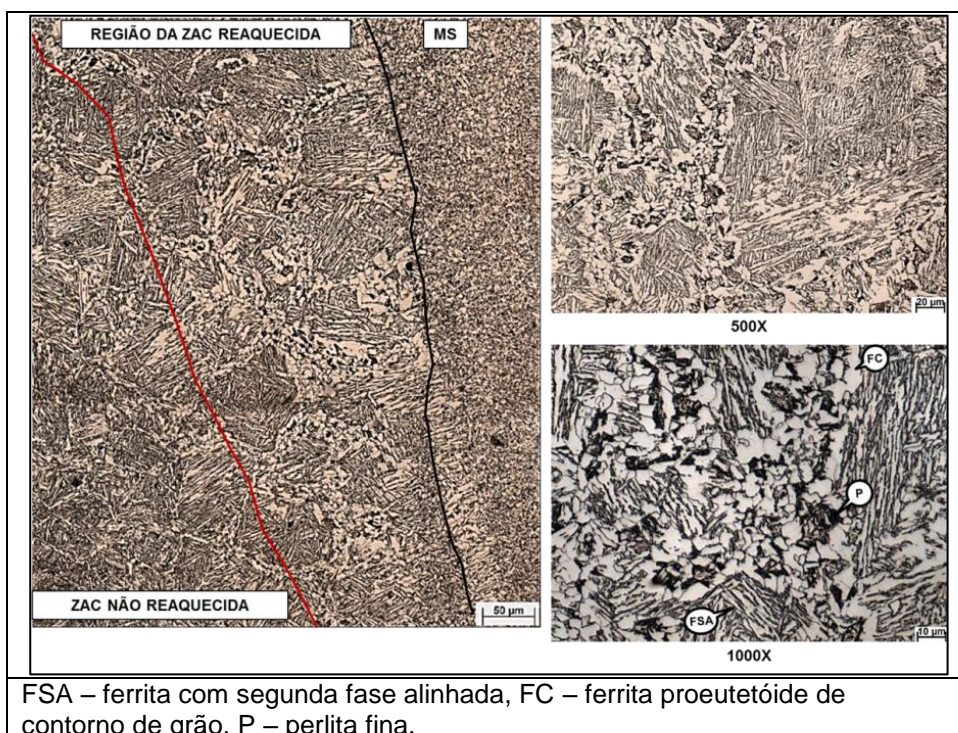 REGIÃO DA ZAC REAQUECIDA
MS
ZAC NÃO REAQUECIDA
50 µm
20 µm
500X
FC
P
FSA
10 µm
1000X
FSA – ferrita com segunda fase alinhada, FC – ferrita proeutetóide de
contorno de grão, P – perlita fina.